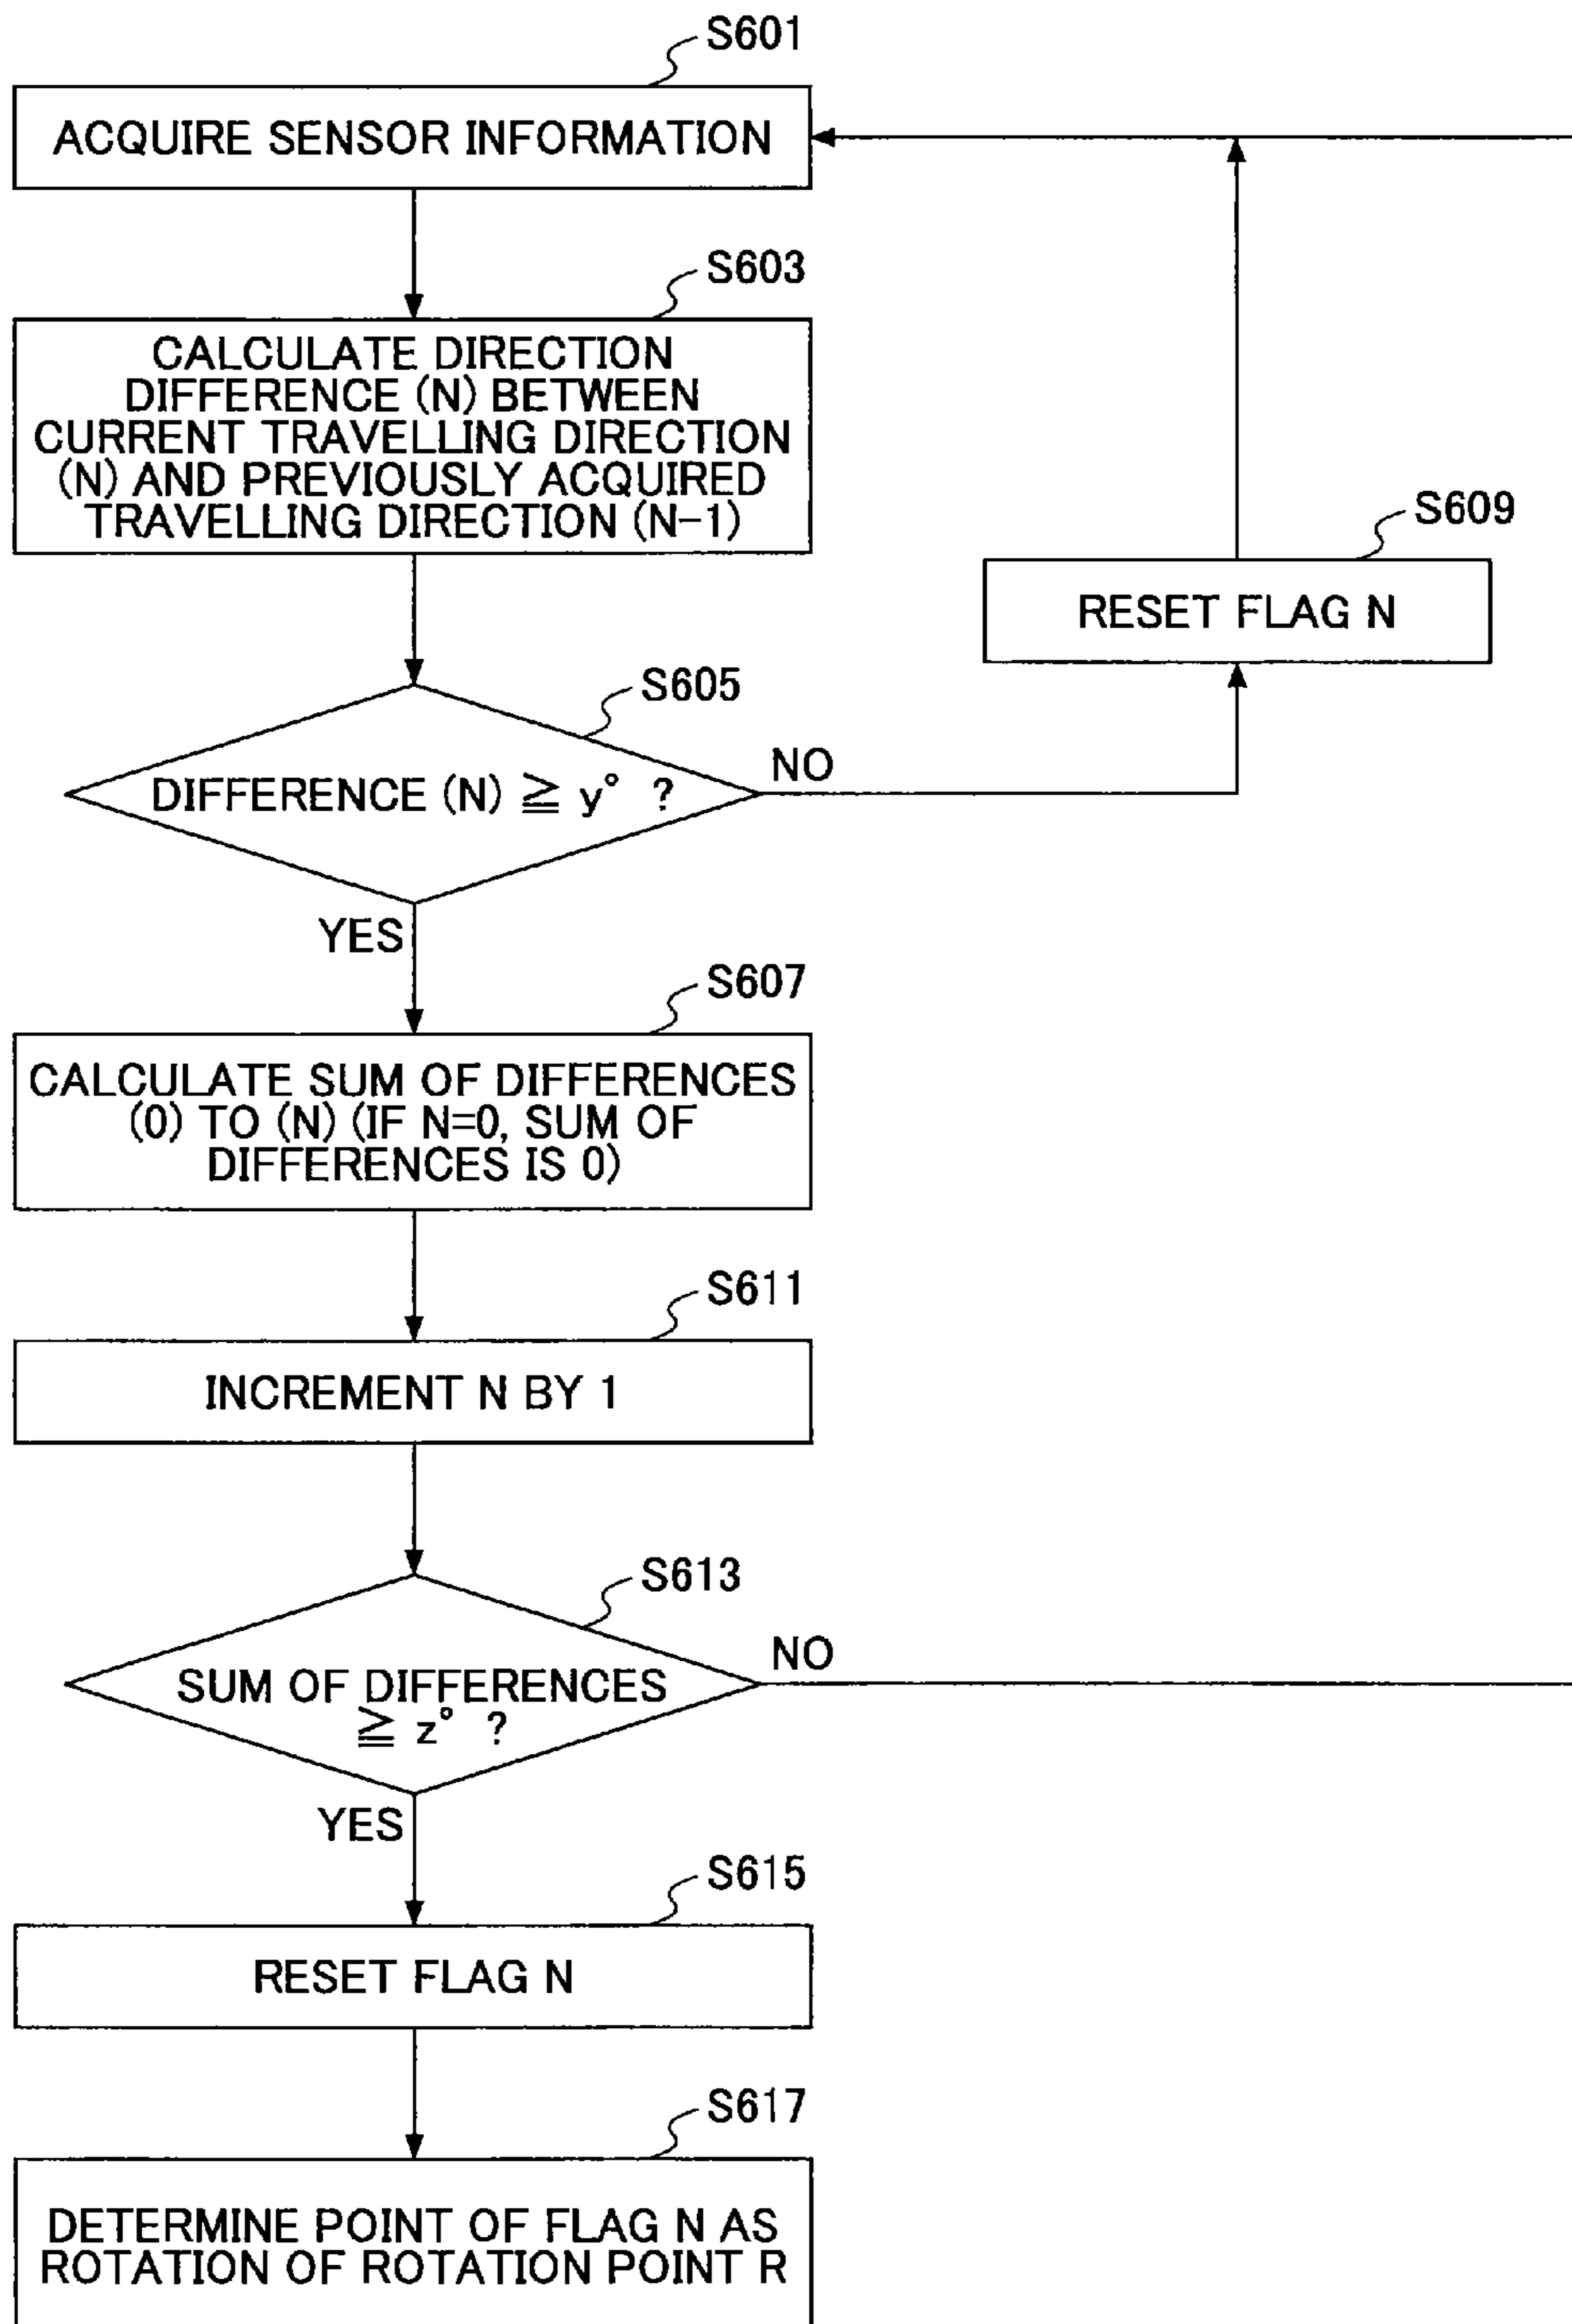 S601
ACQUIRE SENSOR INFORMATION
S603
CALCULATE DIRECTION
DIFFERENCE (N) BETWEEN
CURRENT TRAVELLING DIRECTION
(N) AND PREVIOUSLY ACQUIRED
TRAVELLING DIRECTION (N-1)
S609
RESET FLAG N
S605
DIFFERENCE (N) ≧ y° ?
NO
YES
S607
CALCULATE SUM OF DIFFERENCES
(0) TO (N) (IF N=0, SUM OF
DIFFERENCES IS 0)
S611
INCREMENT N BY 1
S613
SUM OF DIFFERENCES
≧ z° ?
NO
YES
S615
RESET FLAG N
S617
DETERMINE POINT OF FLAG N AS
ROTATION OF ROTATION POINT R